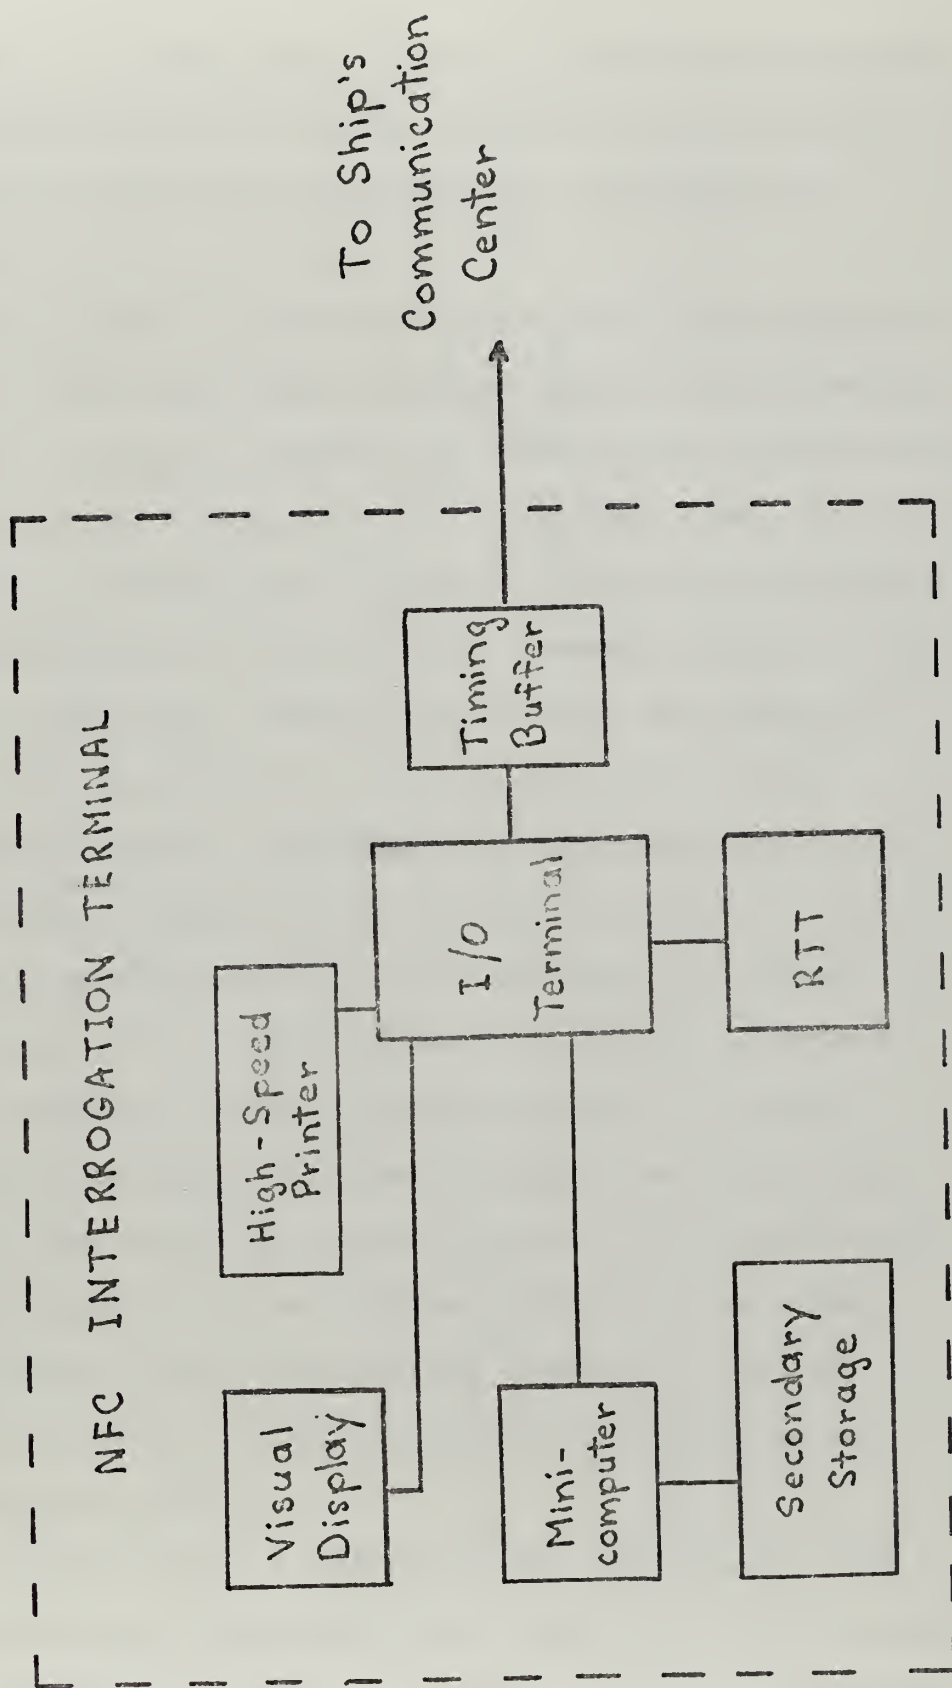 NFC INTERROGATION TERMINAL
Visual
Display
High-Speed
Printer
I/O
Terminal
Timing
Buffer
To Ship's
Communication
Center
Mini-
computer
Secondary
Storage
RTT